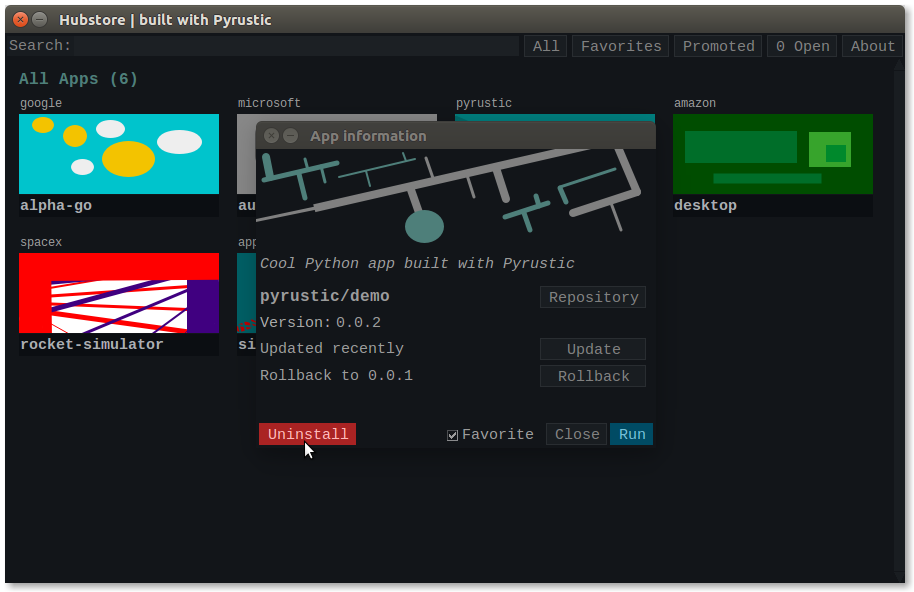 Hubstore | built with Pyrustic
Search:
All Favorites Promoted 0 Open About
All Apps (6)
google microsoft pyrustic amazon
App information
alpha-go au desktop
spacex app
Cool Python app built with Pyrustic
pyrustic/demo Repository
Version: 0.0.2
rocket-simulator si
Updated recently Update
Rollback to 0.0.1 Rollback
Uninstall Favorite Close Run